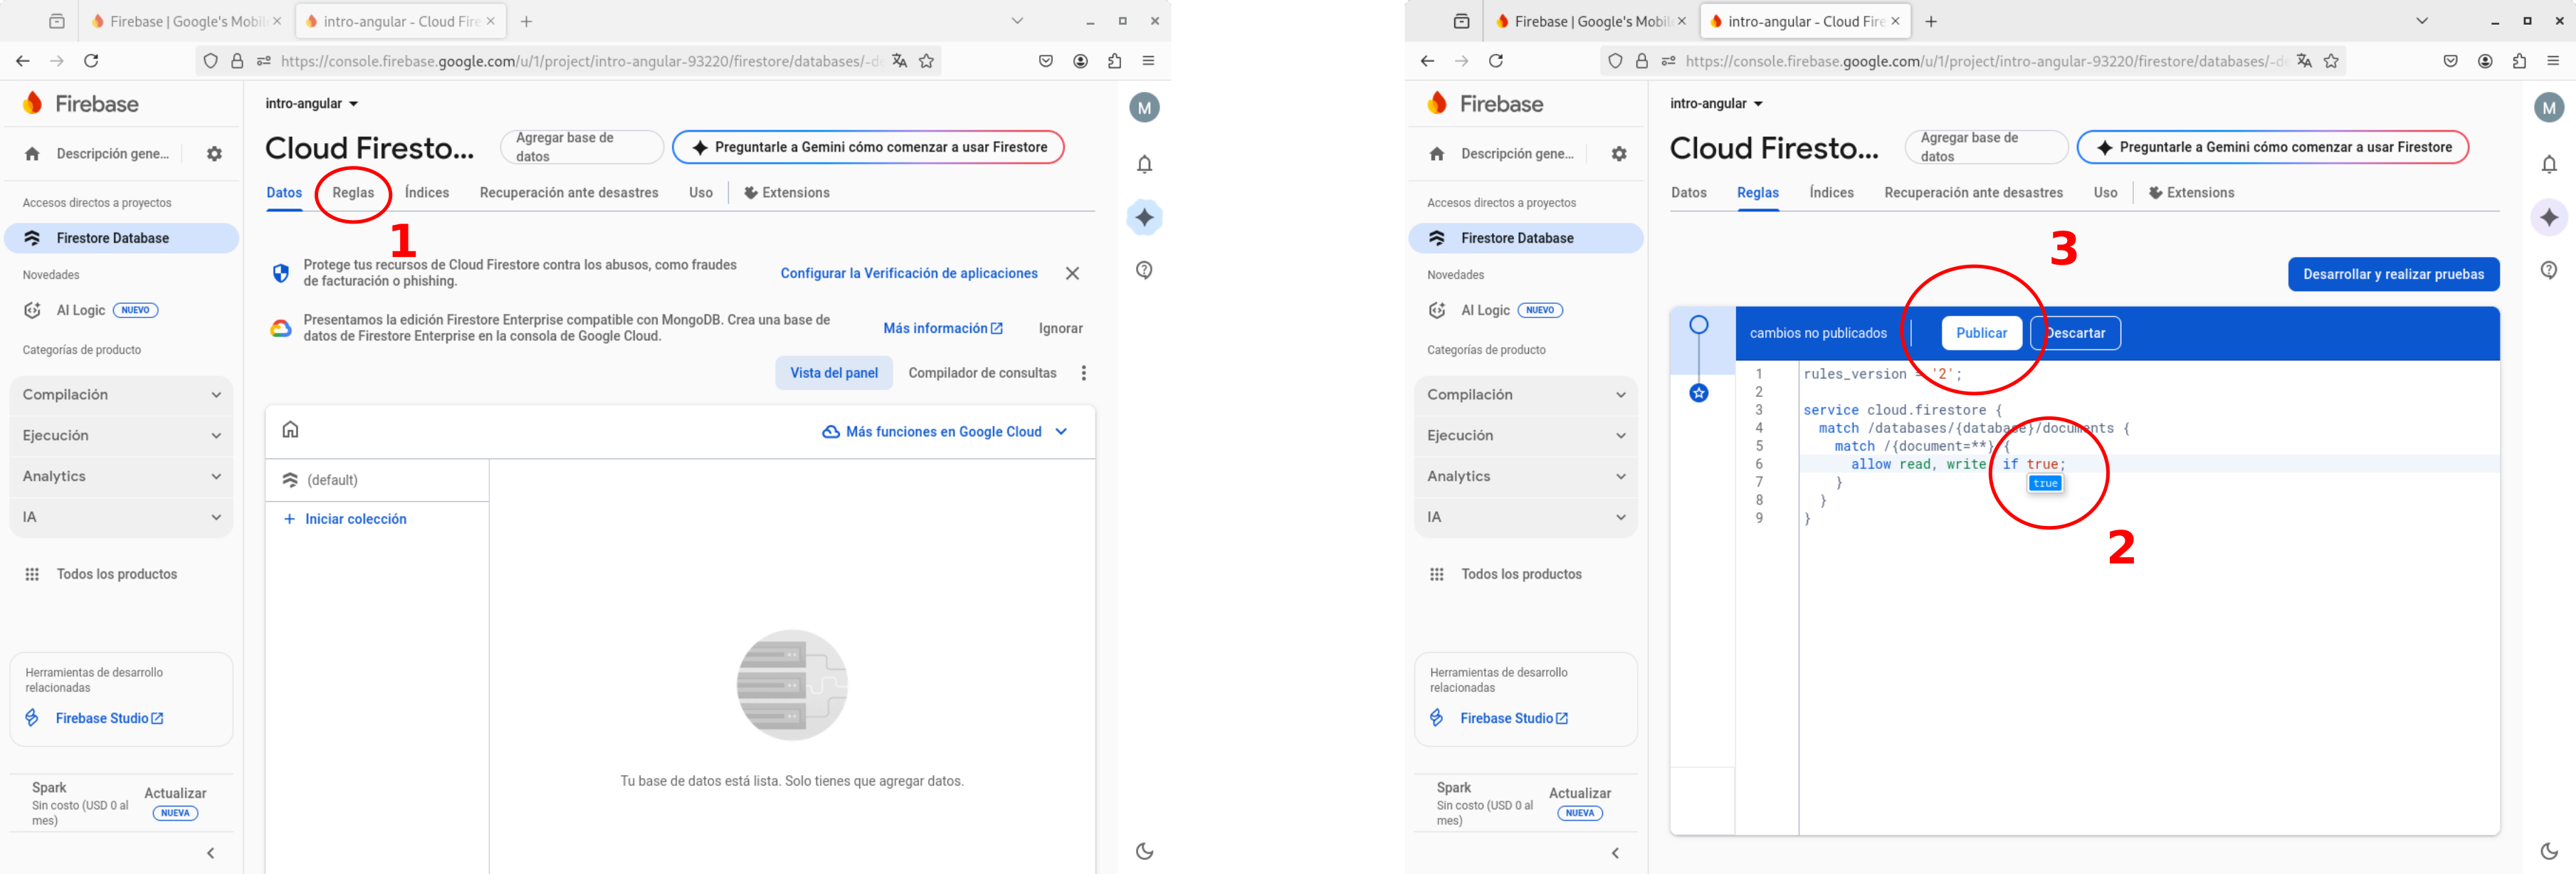 Firebase | Google's Mobil
intro-angular - Cloud Fire
https://console.firebase.google.com/u/1/project/intro-angular-93220/firestore/databases/-de
Firebase
Descripción gene...
Accesos directos a proyectos
Firestore Database
Novedades
AI Logic NUEVO
Categorías de producto
Compilación
Ejecución
Analytics
IA
Todos los productos
Herramientas de desarrollo
relacionadas
Firebase Studio
Spark
Sin costo (USD 0 al
mes)
Actualizar
NUEVA
intro-angular
Cloud Firesto...
Agregar base de
datos
Preguntarle a Gemini cómo comenzar a usar Firestore
M
Datos Reglas Índices Recuperación ante desastres Uso Extensions
1
Protege tus recursos de Cloud Firestore contra los abusos, como fraudes
de facturación o phishing.
Configurar la Verificación de aplicaciones
Presentamos la edición Firestore Enterprise compatible con MongoDB. Crea una base de
datos de Firestore Enterprise en la consola de Google Cloud.
Más información
Ignorar
Vista del panel
Compilador de consultas
Más funciones en Google Cloud
(default)
+ Iniciar colección
Tu base de datos está lista. Solo tienes que agregar datos.
Firebase | Google's Mobil
intro-angular - Cloud Fire
https://console.firebase.google.com/u/1/project/intro-angular-93220/firestore/databases/-de
Firebase
Descripción gene...
Accesos directos a proyectos
Firestore Database
Novedades
AI Logic NUEVO
Categorías de producto
Compilación
Ejecución
Analytics
IA
Todos los productos
Herramientas de desarrollo
relacionadas
Firebase Studio
Spark
Sin costo (USD 0 al
mes)
Actualizar
NUEVA
intro-angular
Cloud Firesto...
Agregar base de
datos
Preguntarle a Gemini cómo comenzar a usar Firestore
M
Datos Reglas Índices Recuperación ante desastres Uso Extensions
3
Desarrollar y realizar pruebas
cambios no publicados
Publicar
Descartar
1 rules_version = '2';
2
3 service cloud.firestore {
4 match /databases/{database}/documents {
5 match /{document=**} {
6 allow read, write if true;
7 }
8 }
9 }
true
2